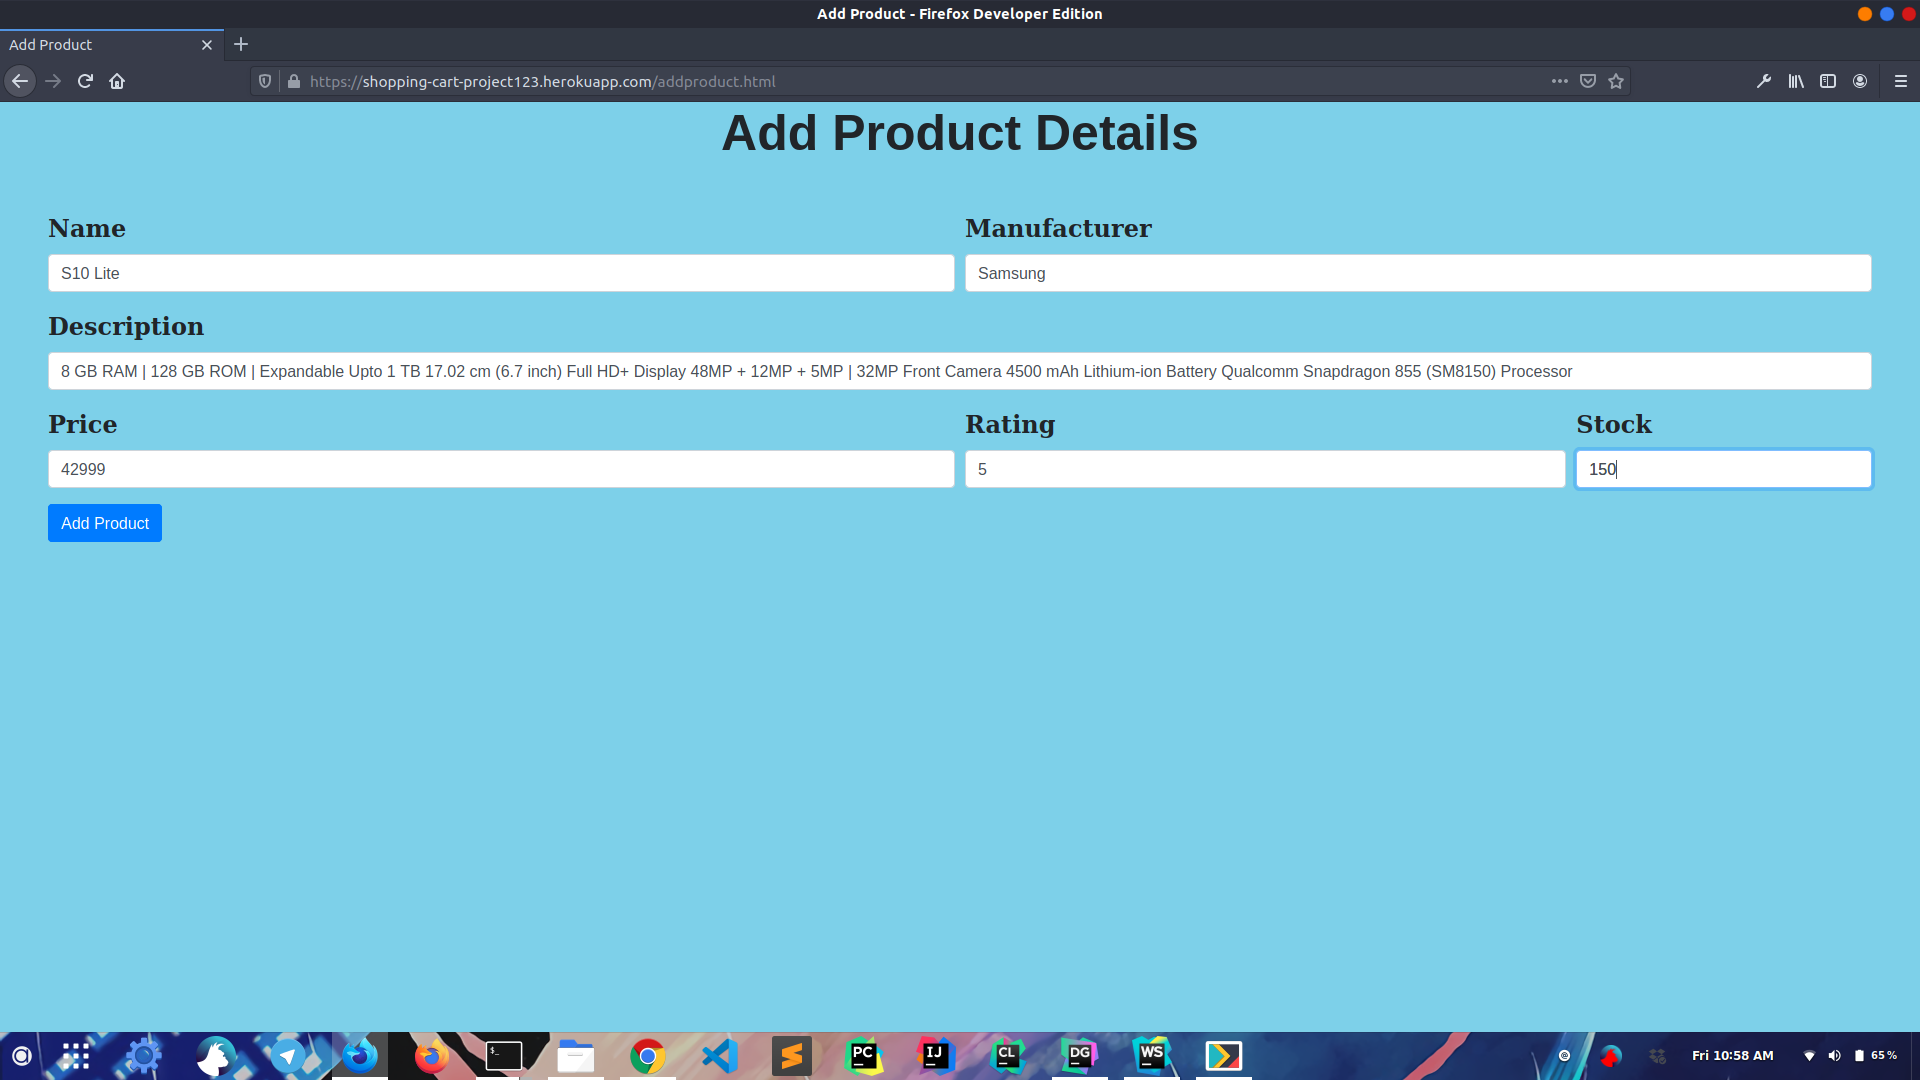 Add Product - Firefox Developer Edition
Add Product
https://shopping-cart-project123.herokuapp.com/addproduct.html
Add Product Details
Name Manufacturer
S10 Lite Samsung
Description
8 GB RAM | 128 GB ROM | Expandable Upto 1 TB 17.02 cm (6.7 inch) Full HD+ Display 48MP + 12MP + 5MP | 32MP Front Camera 4500 mAh Lithium-ion Battery Qualcomm Snapdragon 855 (SM8150) Processor
Price Rating Stock
42999 5 150
Add Product
$_ PC IJ CL DG WS Fri 10:58 AM 65 %